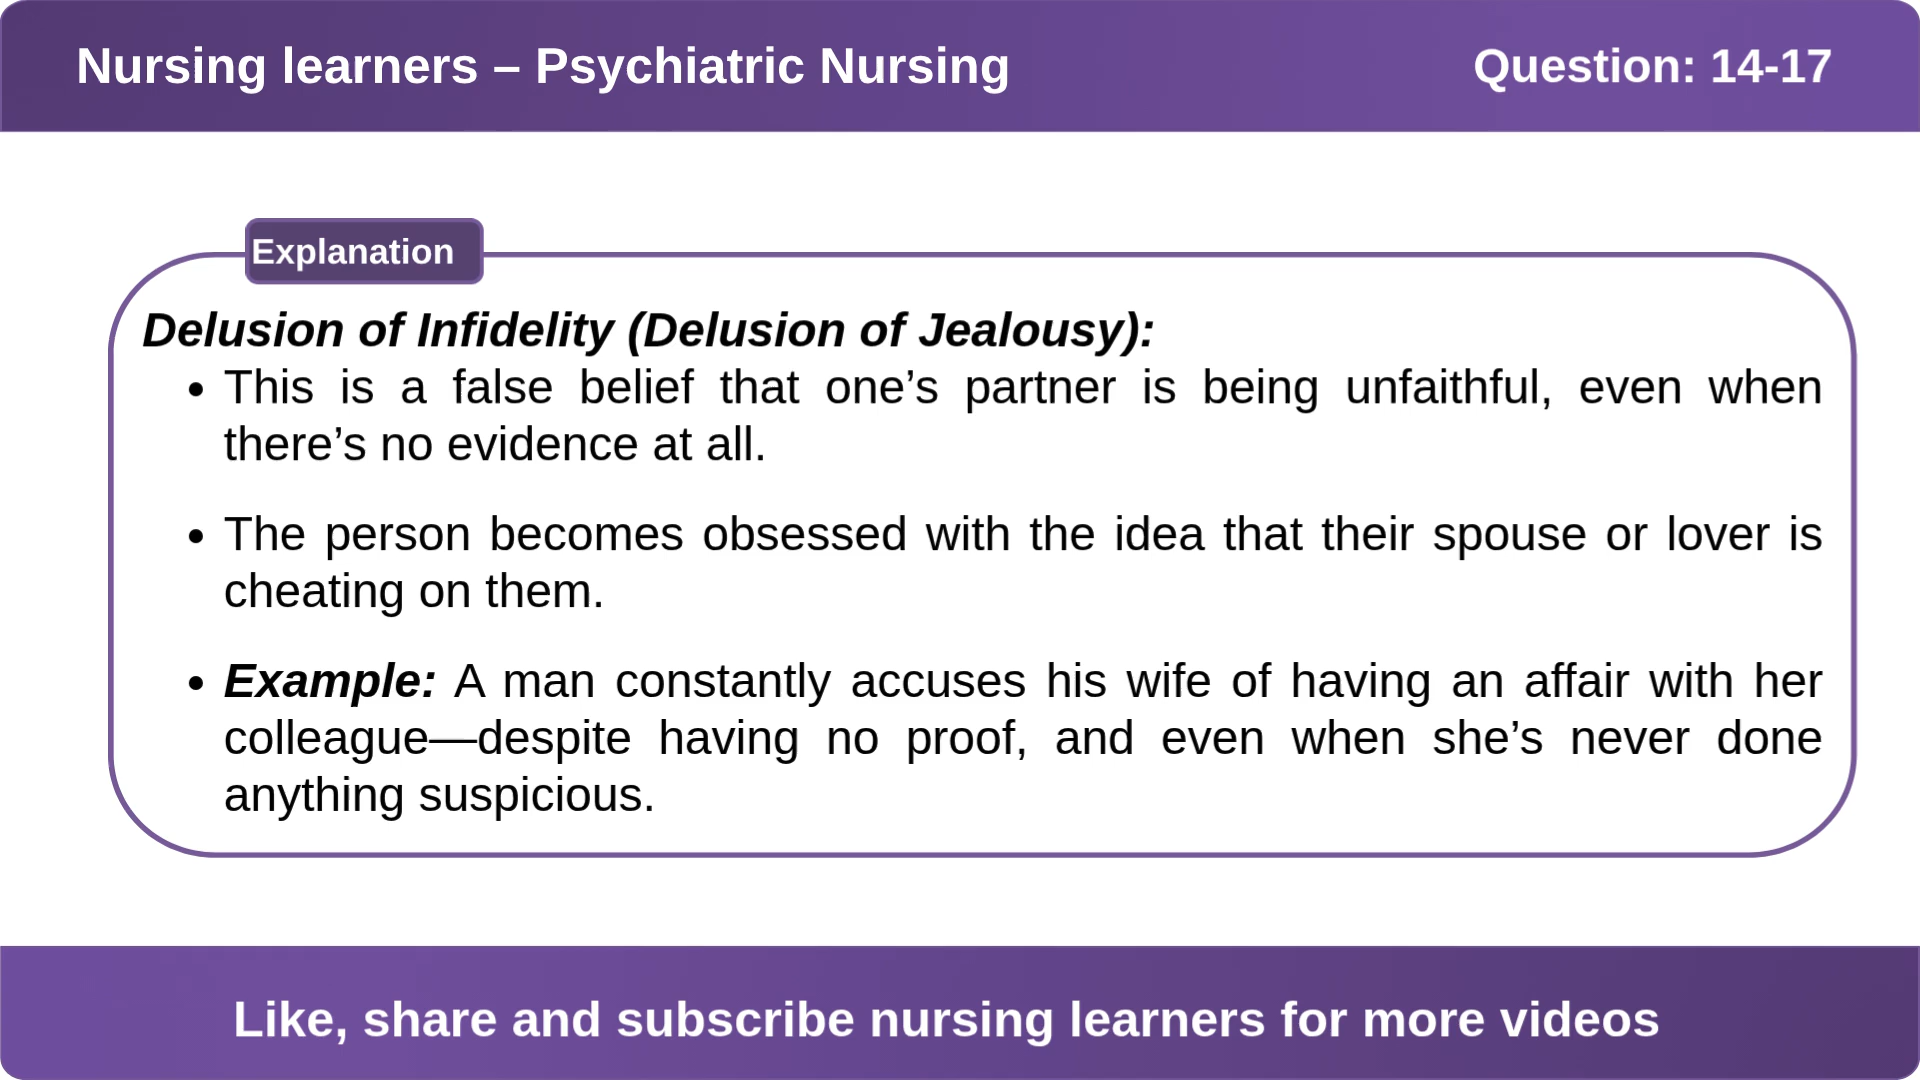 Nursing learners – Psychiatric Nursing
Question: 14-17
Explanation
Delusion of Infidelity (Delusion of Jealousy):
• This is a false belief that one’s partner is being unfaithful, even when
there’s no evidence at all.
• The person becomes obsessed with the idea that their spouse or lover is
cheating on them.
• Example: A man constantly accuses his wife of having an affair with her
colleague—despite having no proof, and even when she’s never done
anything suspicious.
Like, share and subscribe nursing learners for more videos